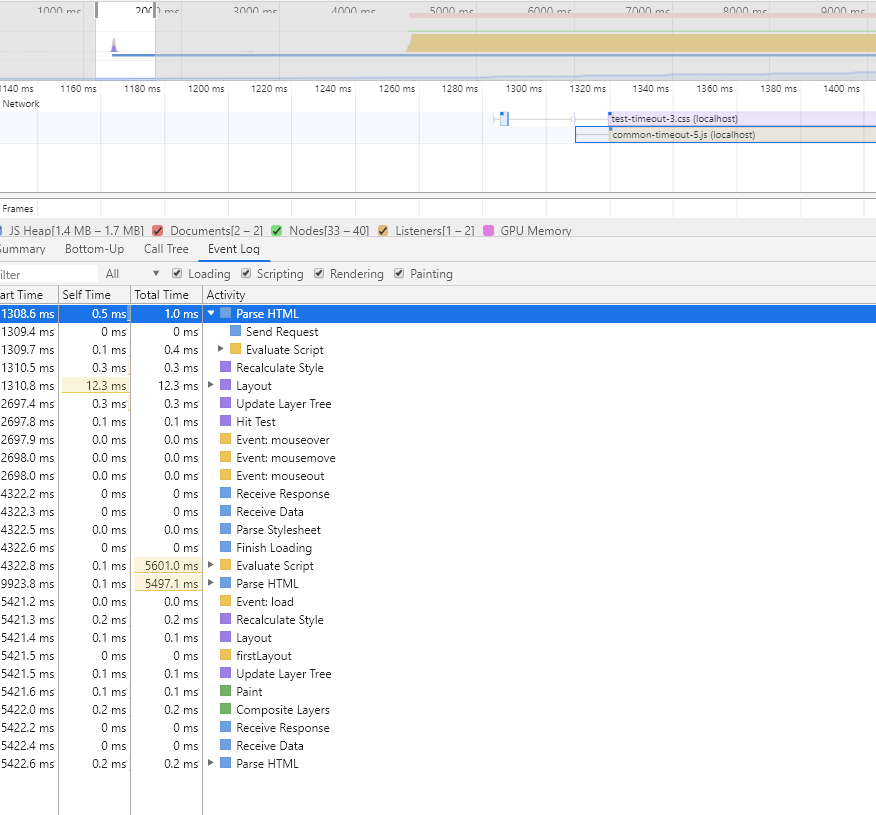 1000 ms 2000 ms 3000 ms 4000 ms 5000 ms 6000 ms 7000 ms 8000 ms 9000 ms
1140 ms 1160 ms 1180 ms 1200 ms 1220 ms 1240 ms 1260 ms 1280 ms 1300 ms 1320 ms 1340 ms 1360 ms 1380 ms 1400 ms
Network
test-timeout-3.css (localhost)
common-timeout-5.js (localhost)
Frames
JS Heap[1.4 MB – 1.7 MB] Documents[2 – 2] Nodes[33 – 40] Listeners[1 – 2] GPU Memory
ummary Bottom-Up Call Tree Event Log
ilter All ▼ Loading Scripting Rendering Painting
art Time Self Time Total Time Activity
1308.6 ms 0.5 ms 1.0 ms Parse HTML
1309.4 ms 0 ms 0 ms Send Request
1309.7 ms 0.1 ms 0.4 ms Evaluate Script
1310.5 ms 0.3 ms 0.3 ms Recalculate Style
1310.8 ms 12.3 ms 12.3 ms Layout
2697.4 ms 0.3 ms 0.3 ms Update Layer Tree
2697.8 ms 0.1 ms 0.1 ms Hit Test
2697.9 ms 0.0 ms 0.0 ms Event: mouseover
2698.0 ms 0.0 ms 0.0 ms Event: mousemove
2698.0 ms 0.0 ms 0.0 ms Event: mouseout
4322.2 ms 0 ms 0 ms Receive Response
4322.3 ms 0 ms 0 ms Receive Data
4322.5 ms 0.0 ms 0.0 ms Parse Stylesheet
4322.6 ms 0 ms 0 ms Finish Loading
4322.8 ms 0.1 ms 5601.0 ms Evaluate Script
9923.8 ms 0.1 ms 5497.1 ms Parse HTML
5421.2 ms 0.0 ms 0.0 ms Event: load
5421.3 ms 0.2 ms 0.2 ms Recalculate Style
5421.4 ms 0.1 ms 0.1 ms Layout
5421.5 ms 0 ms 0 ms firstLayout
5421.5 ms 0.1 ms 0.1 ms Update Layer Tree
5421.6 ms 0.1 ms 0.1 ms Paint
5422.0 ms 0.2 ms 0.2 ms Composite Layers
5422.2 ms 0 ms 0 ms Receive Response
5422.4 ms 0 ms 0 ms Receive Data
5422.6 ms 0.2 ms 0.2 ms Parse HTML